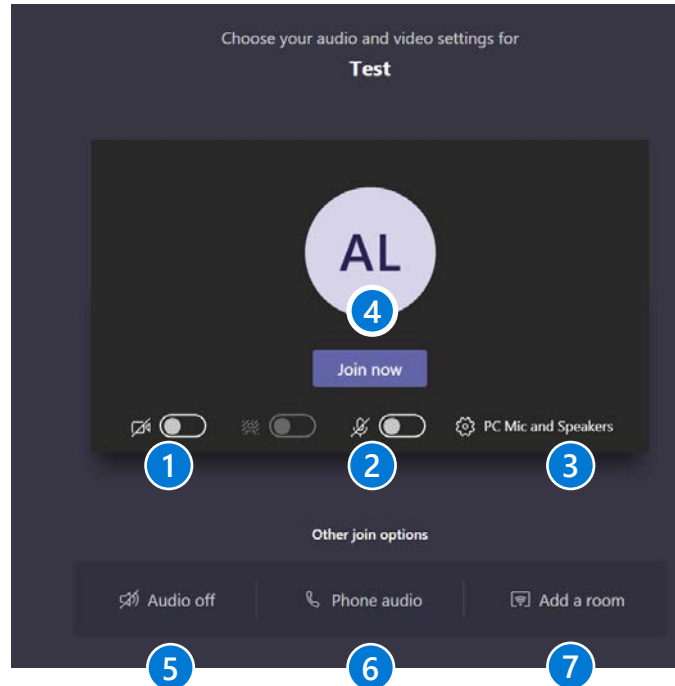 Choose your audio and video settings for
Test
AL
4
Join now
PC Mic and Speakers
1
2
3
Other join options
Audio off
Phone audio
Add a room
5
6
7